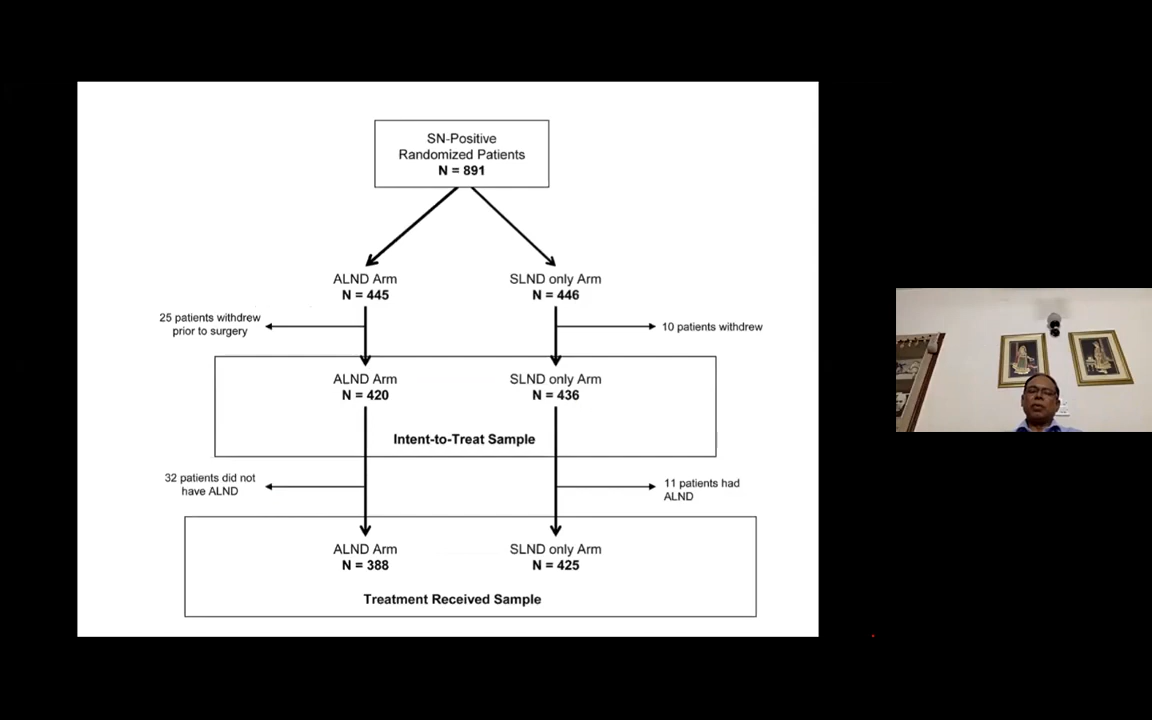 SN-Positive
Randomized Patients
N = 891
ALND Arm
N = 445
SLND only Arm
N = 446
25 patients withdrew
prior to surgery
10 patients withdrew
ALND Arm
N = 420
SLND only Arm
N = 436
Intent-to-Treat Sample
32 patients did not
have ALND
11 patients had
ALND
ALND Arm
N = 388
SLND only Arm
N = 425
Treatment Received Sample